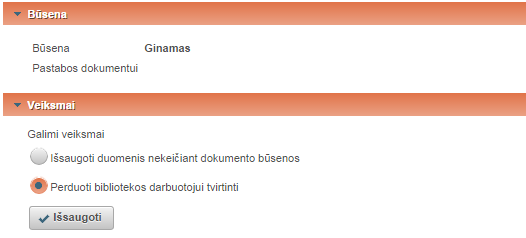 Būsena
Būsena Ginamas
Pastabos dokumentui
Veiksmai
Galimi veiksmai
Išsaugoti duomenis nekeičiant dokumento būsenos
Perduoti bibliotekos darbuotojui tvirtinti
Išsaugoti